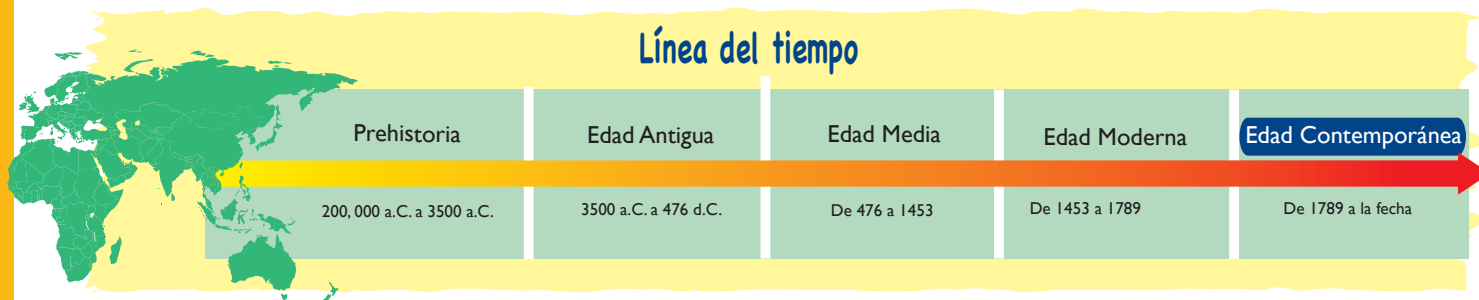 Línea del tiempo
Prehistoria
Edad Antigua
Edad Media
Edad Moderna
Edad Contemporánea
200, 000 a.C. a 3500 a.C.
3500 a.C. a 476 d.C.
De 476 a 1453
De 1453 a 1789
De 1789 a la fecha